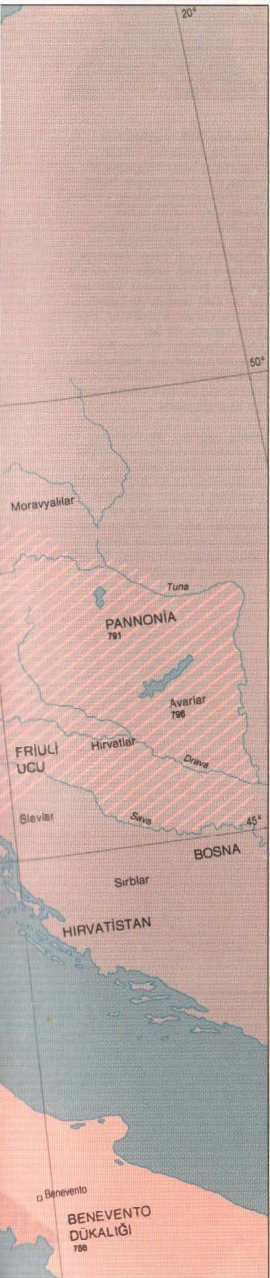 20°
50°
Moravyalılar
Tuna
PANNONİA
791
Avarlar
796
FRİULİ
UCU
Hırvatlar
Drava
Slavlar
Sava
45°
BOSNA
Sırblar
HIRVATİSTAN
Benevento
BENEVENTO
DÜKALIĞI
786